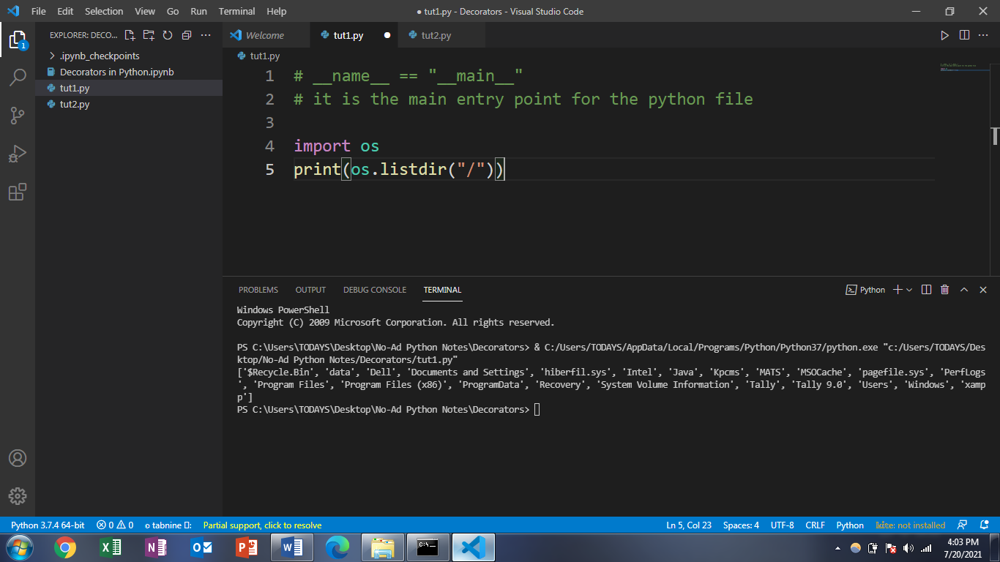 File Edit Selection View Go Run Terminal Help ● tut1.py - Decorators - Visual Studio Code
EXPLORER: DECO...
Welcome tut1.py tut2.py
.ipynb_checkpoints
Decorators in Python.ipynb
tut1.py
tut2.py
tut1.py
1 # __name__ == "__main__"
2 # it is the main entry point for the python file
3
4 import os
5 print(os.listdir("/"))
PROBLEMS OUTPUT DEBUG CONSOLE TERMINAL Python
Windows PowerShell
Copyright (C) 2009 Microsoft Corporation. All rights reserved.
PS C:\Users\TODAYS\Desktop\No-Ad Python Notes\Decorators> & C:/Users/TODAYS/AppData/Local/Programs/Python/Python37/python.exe "c:/Users/TODAYS/Des
ktop/No-Ad Python Notes/Decorators/tut1.py"
['$Recycle.Bin', 'data', 'Dell', 'Documents and Settings', 'hiberfil.sys', 'Intel', 'Java', 'Kpcms', 'MATS', 'MSOCache', 'pagefile.sys', 'PerfLogs
', 'Program Files', 'Program Files (x86)', 'ProgramData', 'Recovery', 'System Volume Information', 'Tally', 'Tally 9.0', 'Users', 'Windows', 'xamp
p']
PS C:\Users\TODAYS\Desktop\No-Ad Python Notes\Decorators>
1
Python 3.7.4 64-bit 0 0 tabnine Partial support, click to resolve Ln 5, Col 23 Spaces: 4 UTF-8 CRLF Python kite: not installed
4:03 PM
7/20/2021